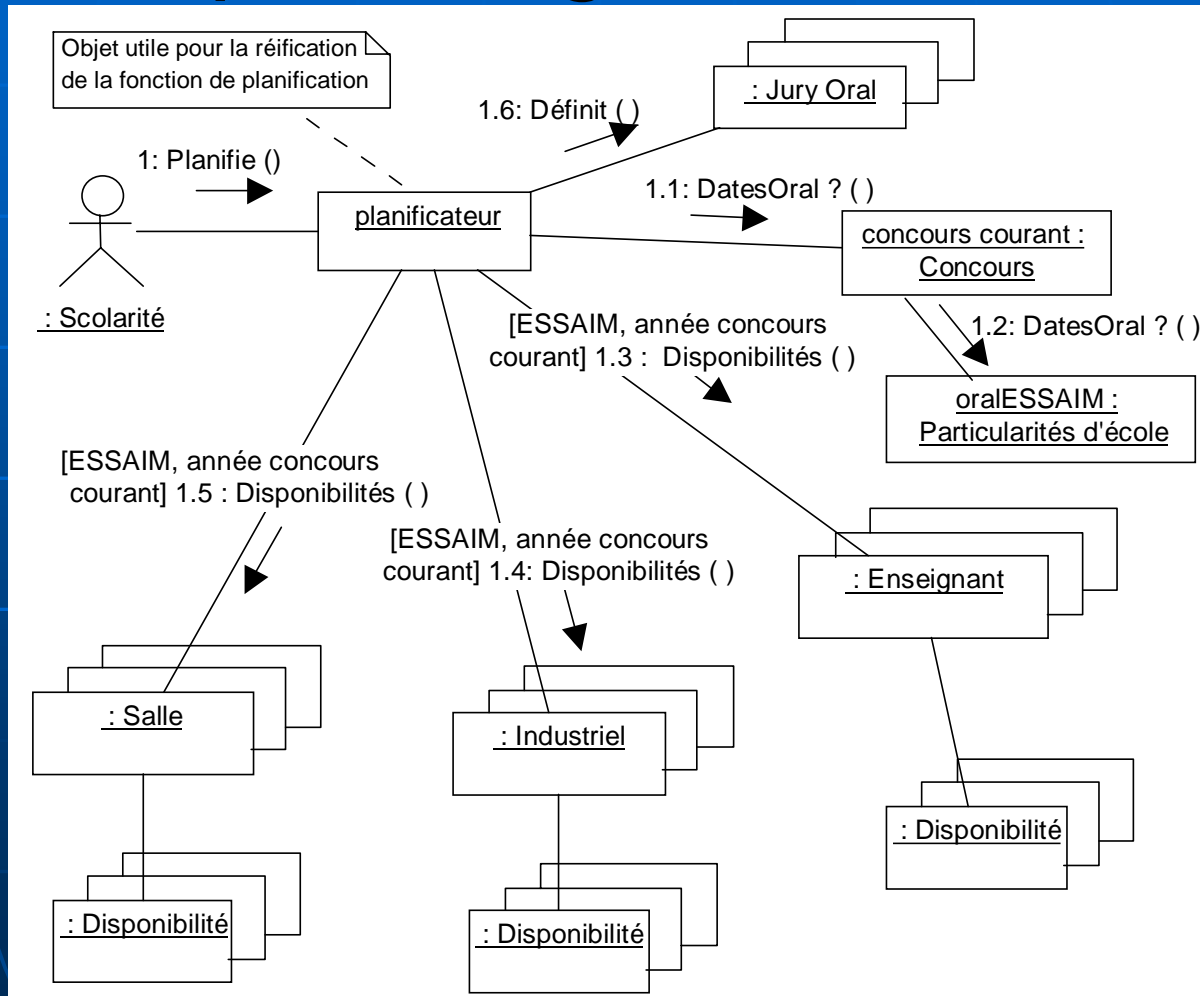 Objet utile pour la réification
de la fonction de planification
: Jury Oral
1.6: Définit ( )
1: Planifie ()
1.1: DatesOral ? ( )
planificateur
concours courant :
Concours
: Scolarité
[ESSAIM, année concours
courant] 1.3 : Disponibilités ( )
1.2: DatesOral ? ( )
oralESSAIM :
Particularités d'école
[ESSAIM, année concours
courant] 1.5 : Disponibilités ( )
[ESSAIM, année concours
courant] 1.4: Disponibilités ( )
: Enseignant
: Salle
: Industriel
: Disponibilité
: Disponibilité
: Disponibilité